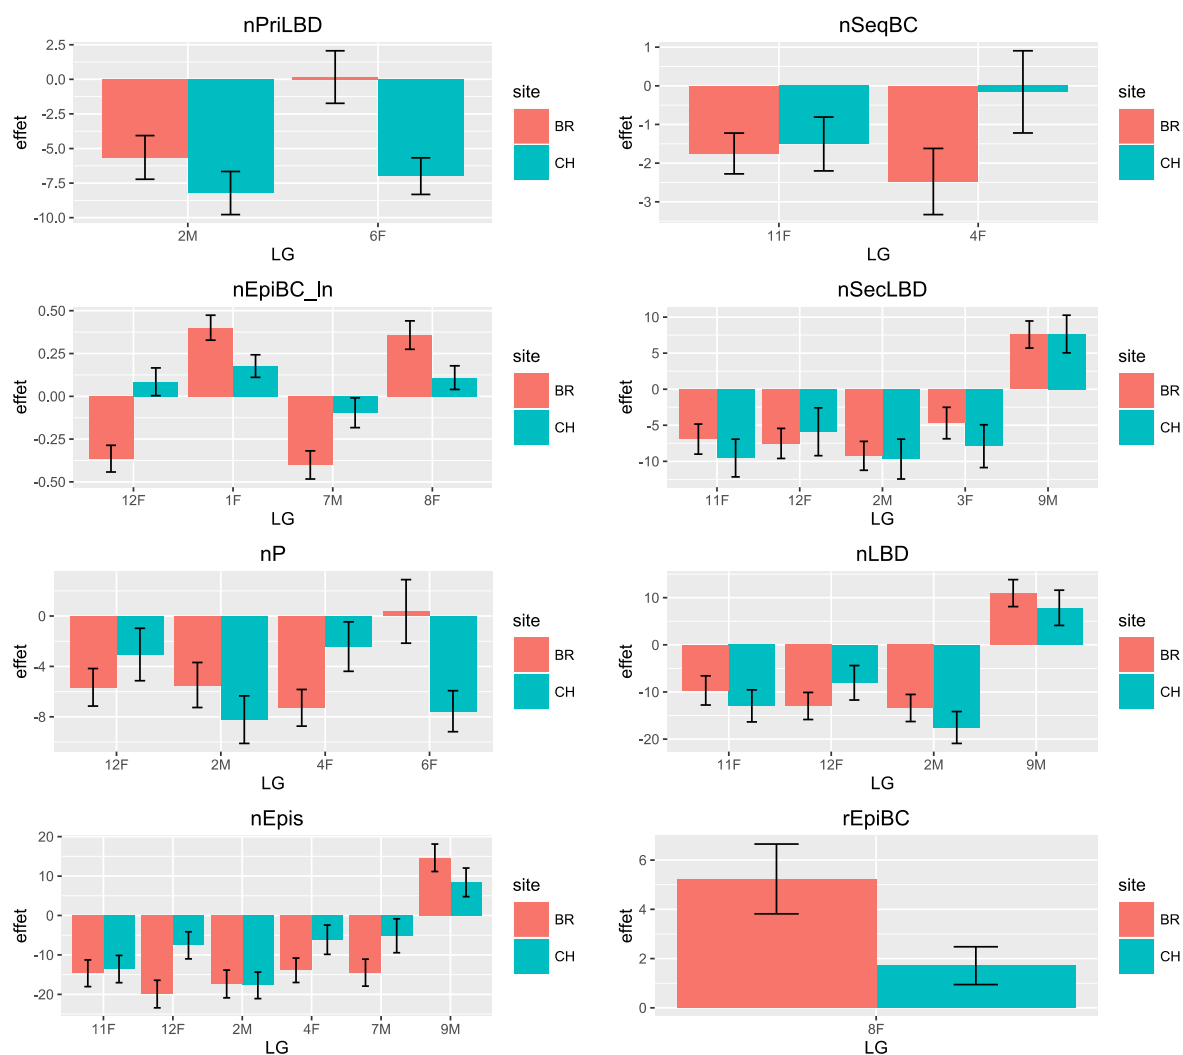 nPriLBD
effet
2.5
0.0
-2.5
-5.0
-7.5
-10.0
2M 6F
LG
site
BR
CH
nSeqBC
effet
1
0
-1
-2
-3
11F 4F
LG
site
BR
CH
nEpiBC_ln
effet
0.50
0.25
0.00
-0.25
-0.50
12F 1F 7M 8F
LG
site
BR
CH
nSecLBD
effet
10
5
0
-5
-10
11F 12F 2M 3F 9M
LG
site
BR
CH
nP
effet
0
-4
-8
12F 2M 4F 6F
LG
site
BR
CH
nLBD
effet
10
0
-10
-20
11F 12F 2M 9M
LG
site
BR
CH
nEpis
effet
20
10
0
-10
-20
11F 12F 2M 4F 7M 9M
LG
site
BR
CH
rEpiBC
effet
6
4
2
0
8F
LG
site
BR
CH